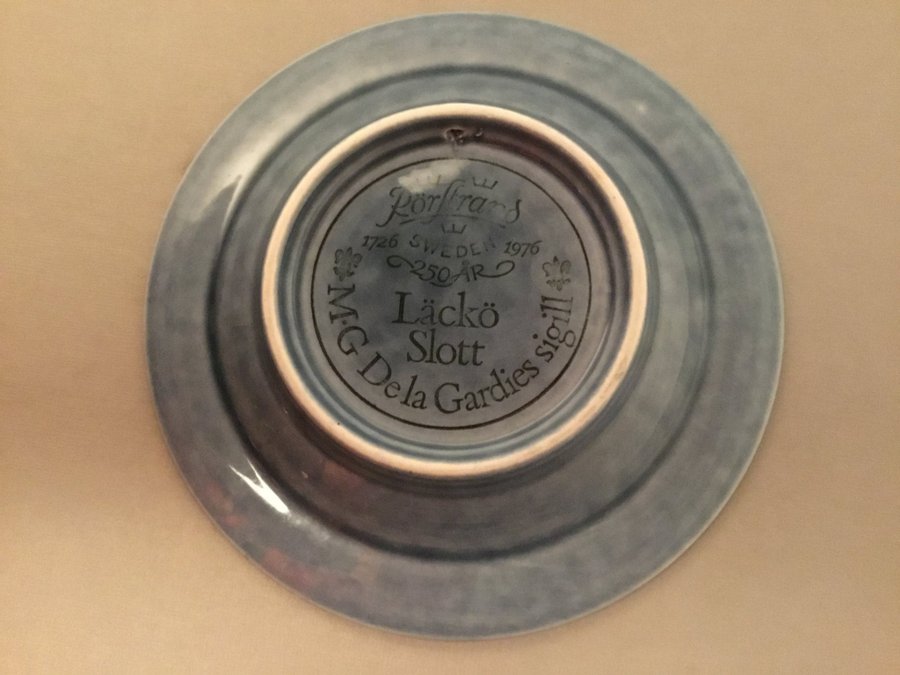 Rörstrand
1726 SWEDEN 1976
250 ÅR
Läckö
Slott
M·G De la Gardies sigill